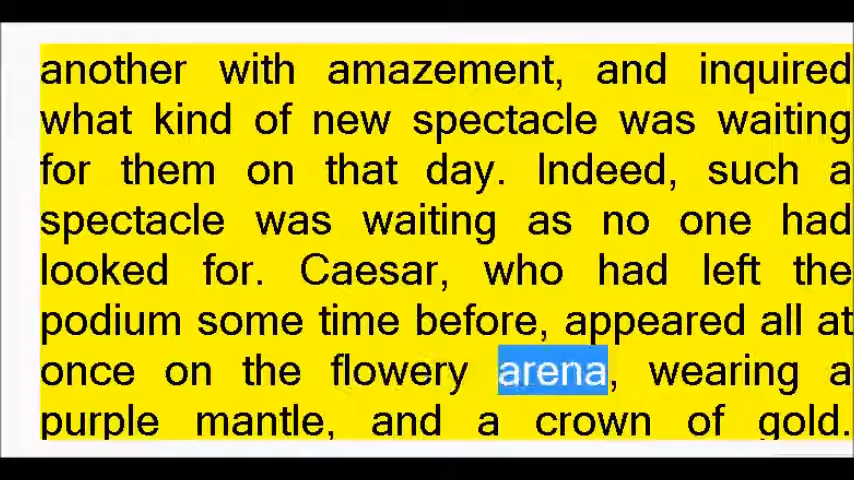 another with amazement, and inquired
what kind of new spectacle was waiting
for them on that day. Indeed, such a
spectacle was waiting as no one had
looked for. Caesar, who had left the
podium some time before, appeared all at
once on the flowery arena, wearing a
purple mantle, and a crown of gold.